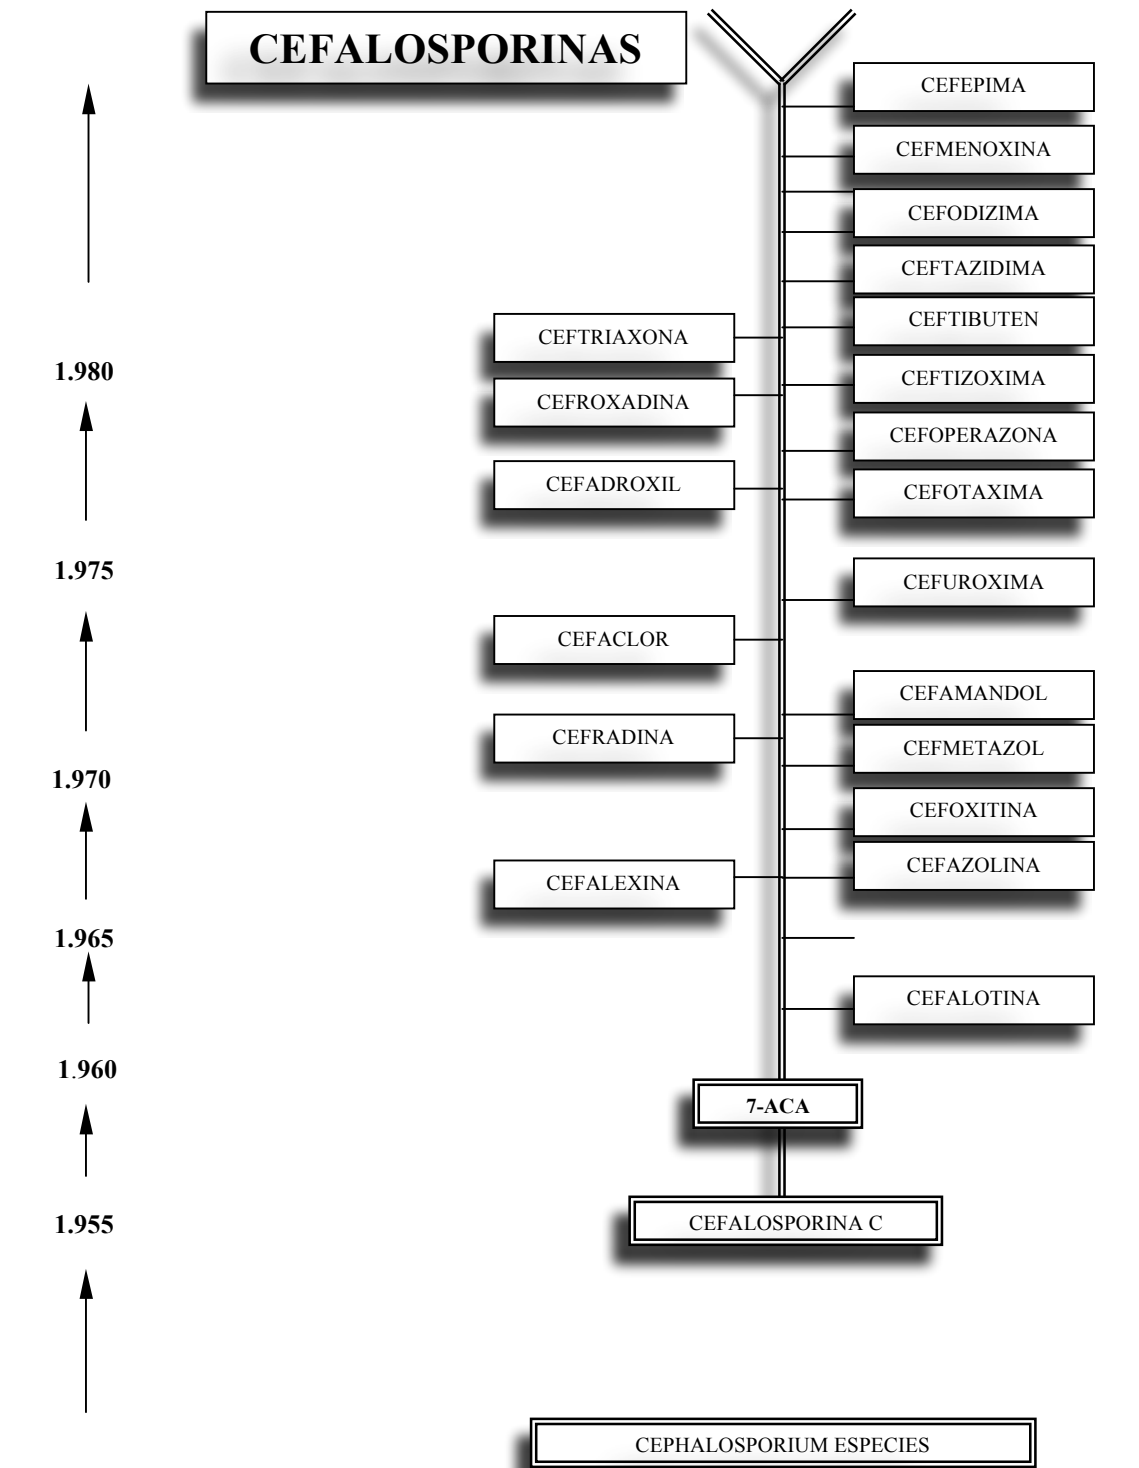 CEFALOSPORINAS
CEFEPIMA
CEFMENOXINA
CEFODIZIMA
CEFTAZIDIMA
CEFTIBUTEN
CEFTRIAXONA
1.980
CEFTIZOXIMA
CEFROXADINA
CEFOPERAZONA
CEFADROXIL
CEFOTAXIMA
1.975
CEFUROXIMA
CEFACLOR
CEFAMANDOL
CEFRADINA
CEFMETAZOL
1.970
CEFOXITINA
CEFAZOLINA
CEFALEXINA
1.965
CEFALOTINA
1.960
7-ACA
1.955
CEFALOSPORINA C
CEPHALOSPORIUM ESPECIES